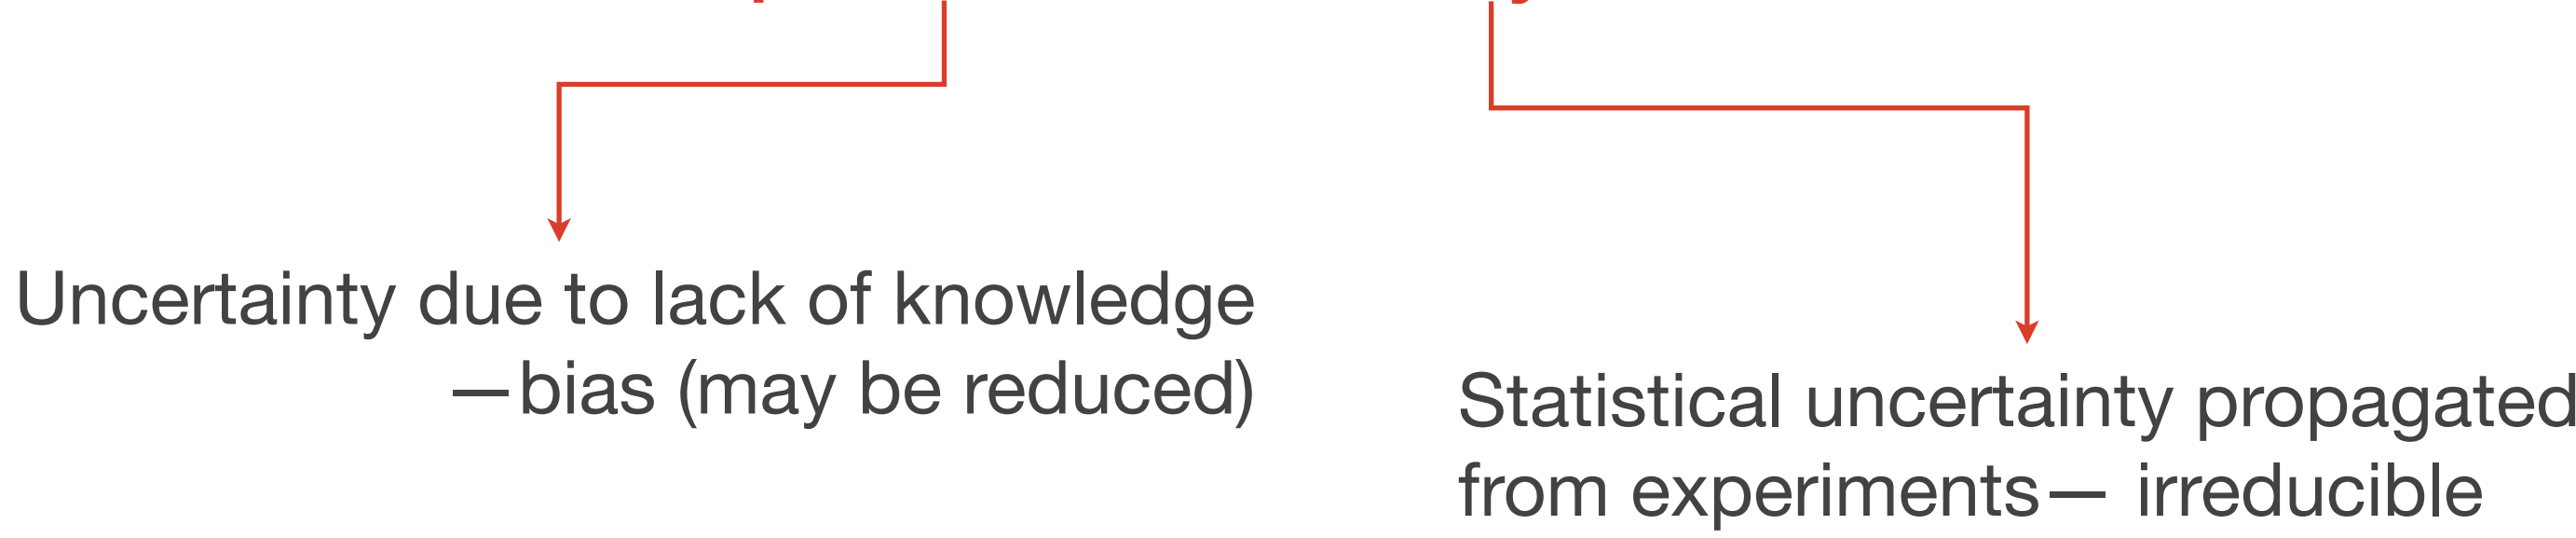 Uncertainty due to lack of knowledge
—bias (may be reduced)
Statistical uncertainty propagated
from experiments— irreducible